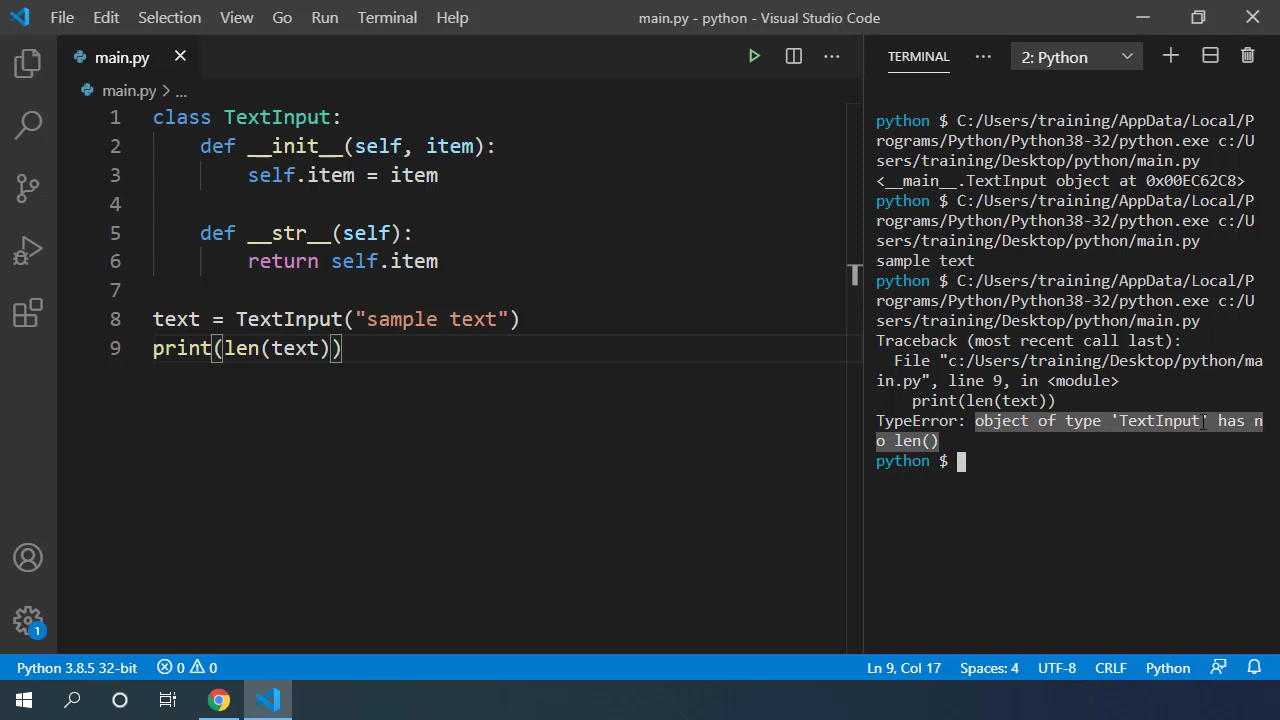 File Edit Selection View Go Run Terminal Help main.py - python - Visual Studio Code
main.py
main.py > ...
1 class TextInput:
2     def __init__(self, item):
3         self.item = item
4
5     def __str__(self):
6         return self.item
7
8 text = TextInput("sample text")
9 print(len(text))
TERMINAL ... 2: Python
python $ C:/Users/training/AppData/Local/P
rograms/Python/Python38-32/python.exe c:/U
sers/training/Desktop/python/main.py
<__main__.TextInput object at 0x00EC62C8>
python $ C:/Users/training/AppData/Local/P
rograms/Python/Python38-32/python.exe c:/U
sers/training/Desktop/python/main.py
sample text
python $ C:/Users/training/AppData/Local/P
rograms/Python/Python38-32/python.exe c:/U
sers/training/Desktop/python/main.py
Traceback (most recent call last):
  File "c:/Users/training/Desktop/python/ma
in.py", line 9, in <module>
    print(len(text))
TypeError: object of type 'TextInput' has n
o len()
python $
1
Python 3.8.5 32-bit 0 0 Ln 9, Col 17 Spaces: 4 UTF-8 CRLF Python